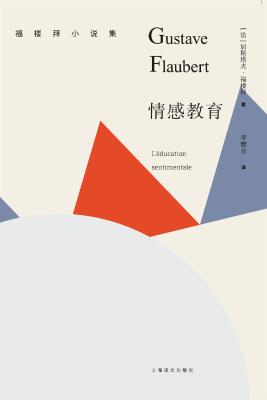 福楼拜小说集
Gustave
Flaubert
[法]居斯塔夫·福楼拜 著
情感教育
李健吾 译
L'éducation
sentimentale
上海译文出版社